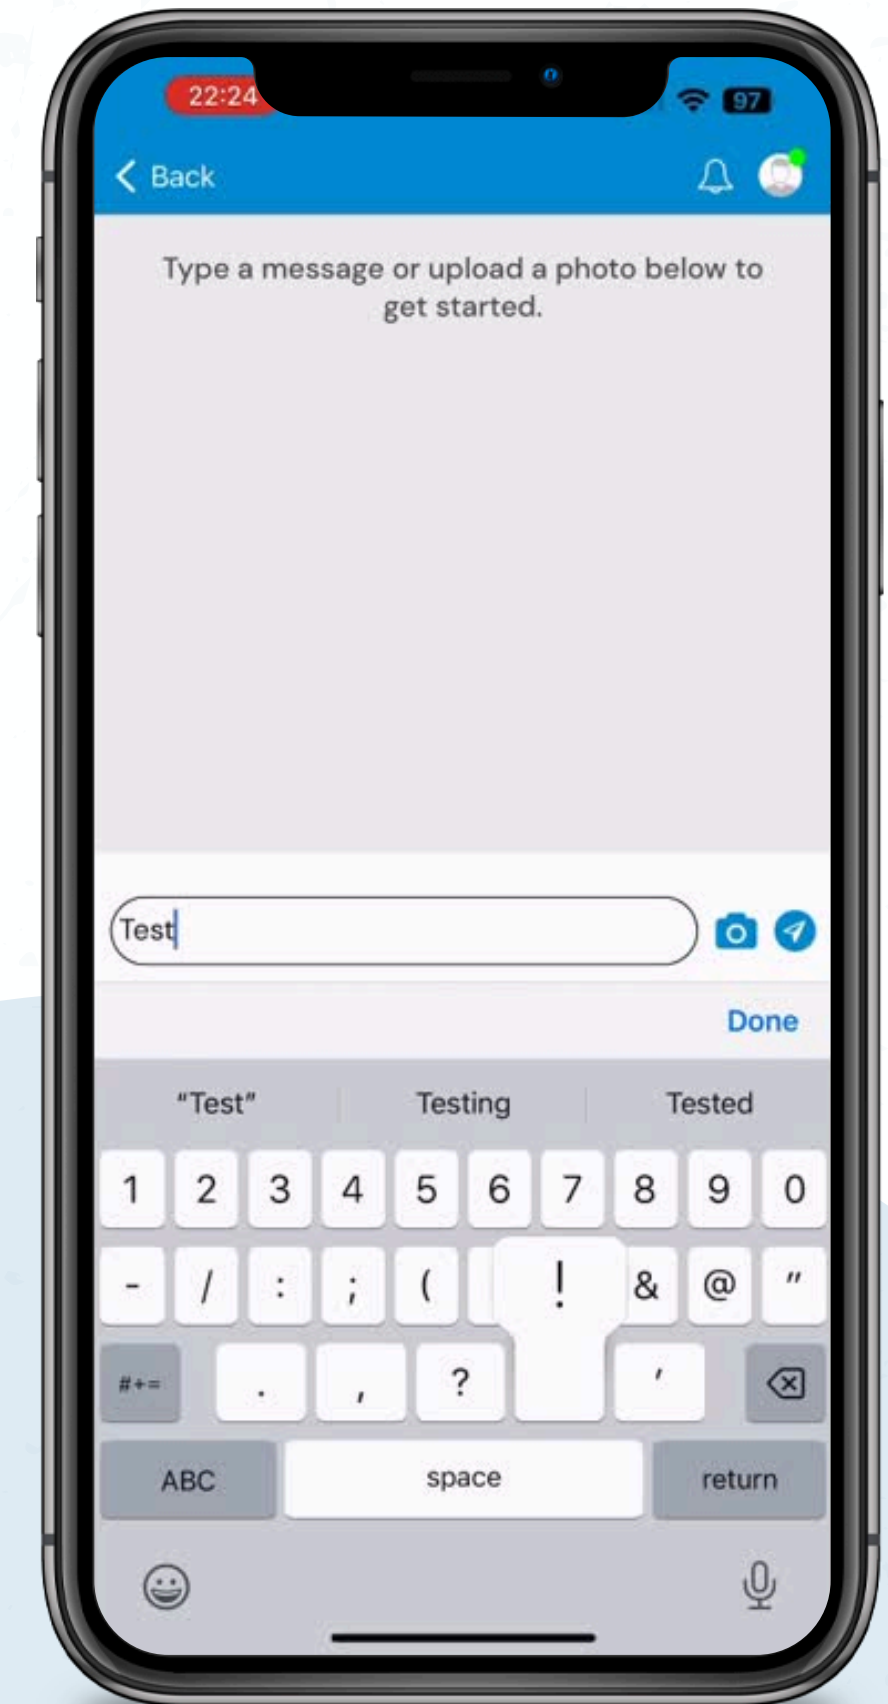 22:24
97
Back
Type a message or upload a photo below to
get started.
Test
Done
“Test” Testing Tested
1 2 3 4 5 6 7 8 9 0
- / : ; ( ! & @ "
#+= . , ? '
ABC space return